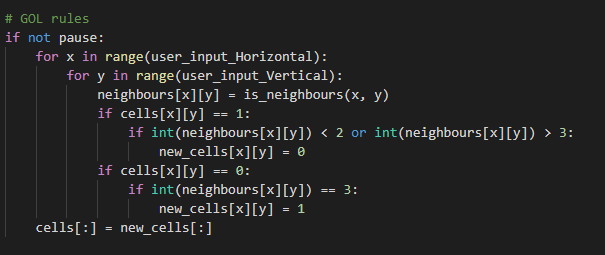 # GOL rules
if not pause:
    for x in range(user_input_Horizontal):
        for y in range(user_input_Vertical):
            neighbours[x][y] = is_neighbours(x, y)
            if cells[x][y] == 1:
                if int(neighbours[x][y]) < 2 or int(neighbours[x][y]) > 3:
                    new_cells[x][y] = 0
            if cells[x][y] == 0:
                if int(neighbours[x][y]) == 3:
                    new_cells[x][y] = 1
    cells[:] = new_cells[:]